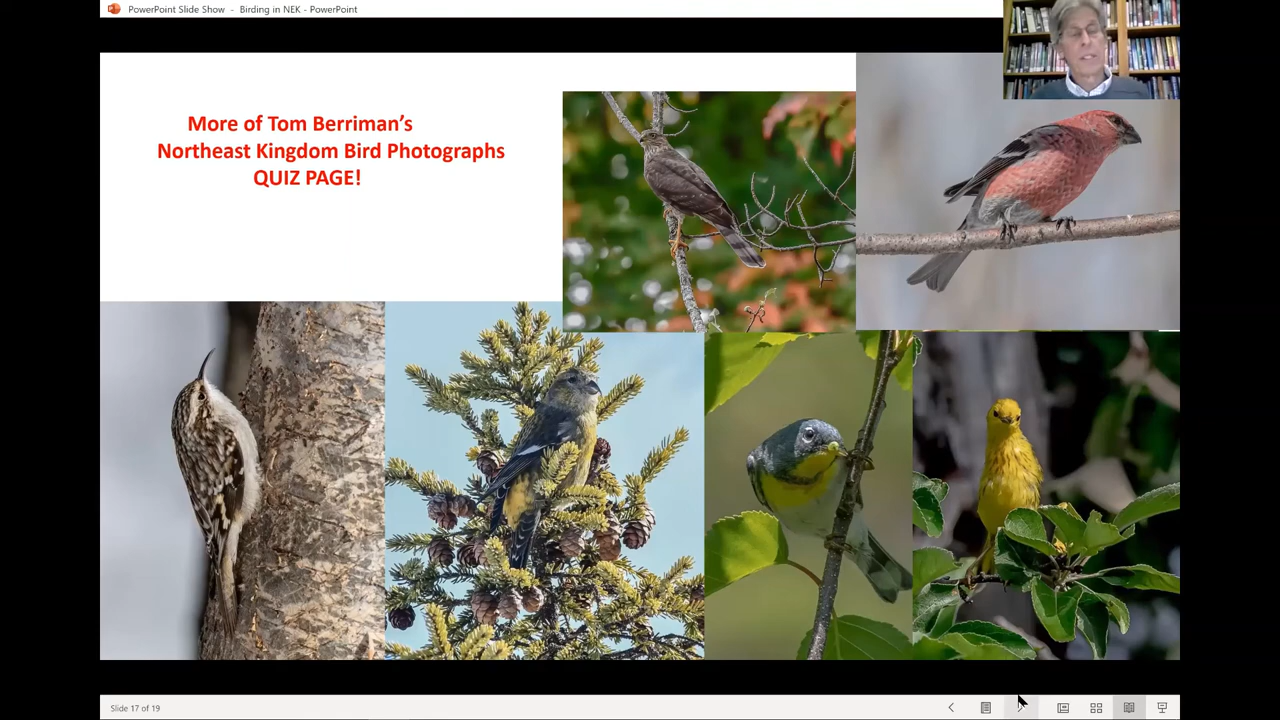 PowerPoint Slide Show - Birding in NEK - PowerPoint
More of Tom Berriman's
Northeast Kingdom Bird Photographs
QUIZ PAGE!
Slide 17 of 19